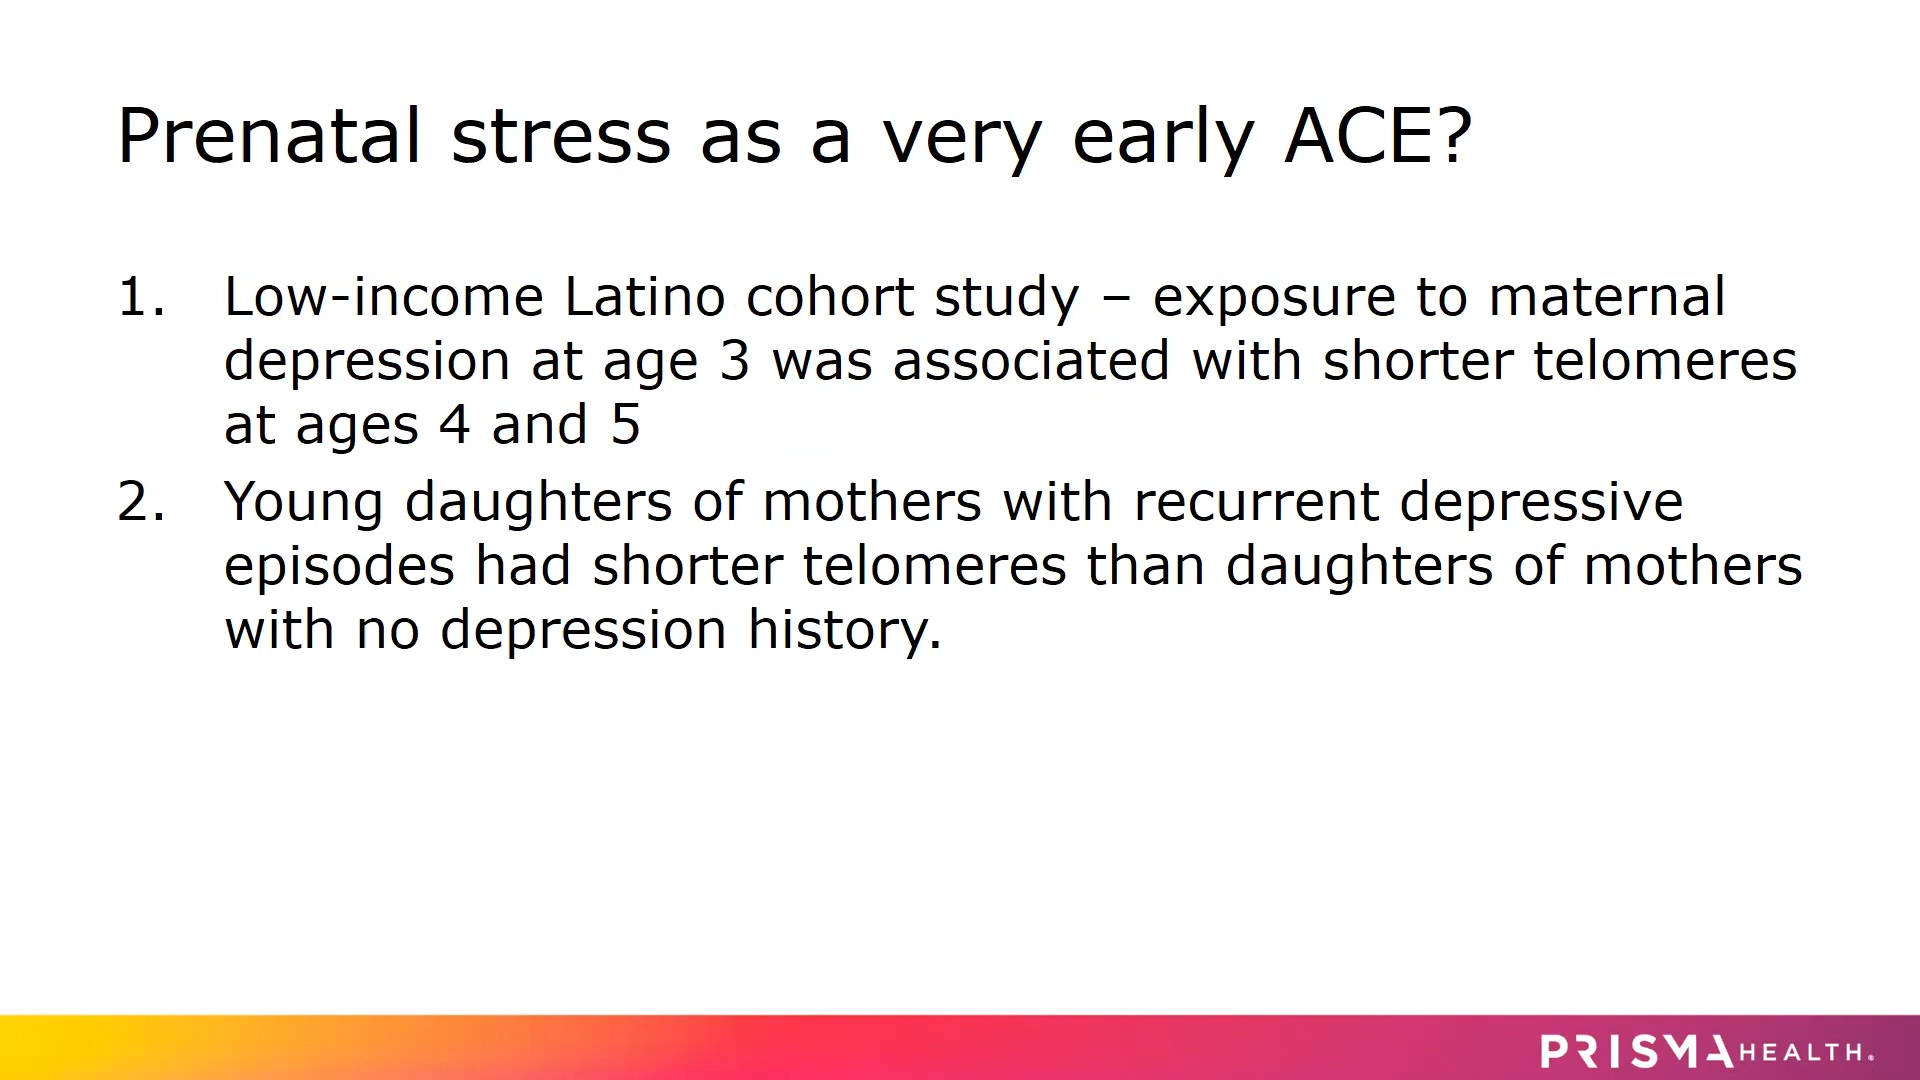 Prenatal stress as a very early ACE?
1. Low-income Latino cohort study – exposure to maternal
depression at age 3 was associated with shorter telomeres
at ages 4 and 5
2. Young daughters of mothers with recurrent depressive
episodes had shorter telomeres than daughters of mothers
with no depression history.
PRISMA HEALTH®